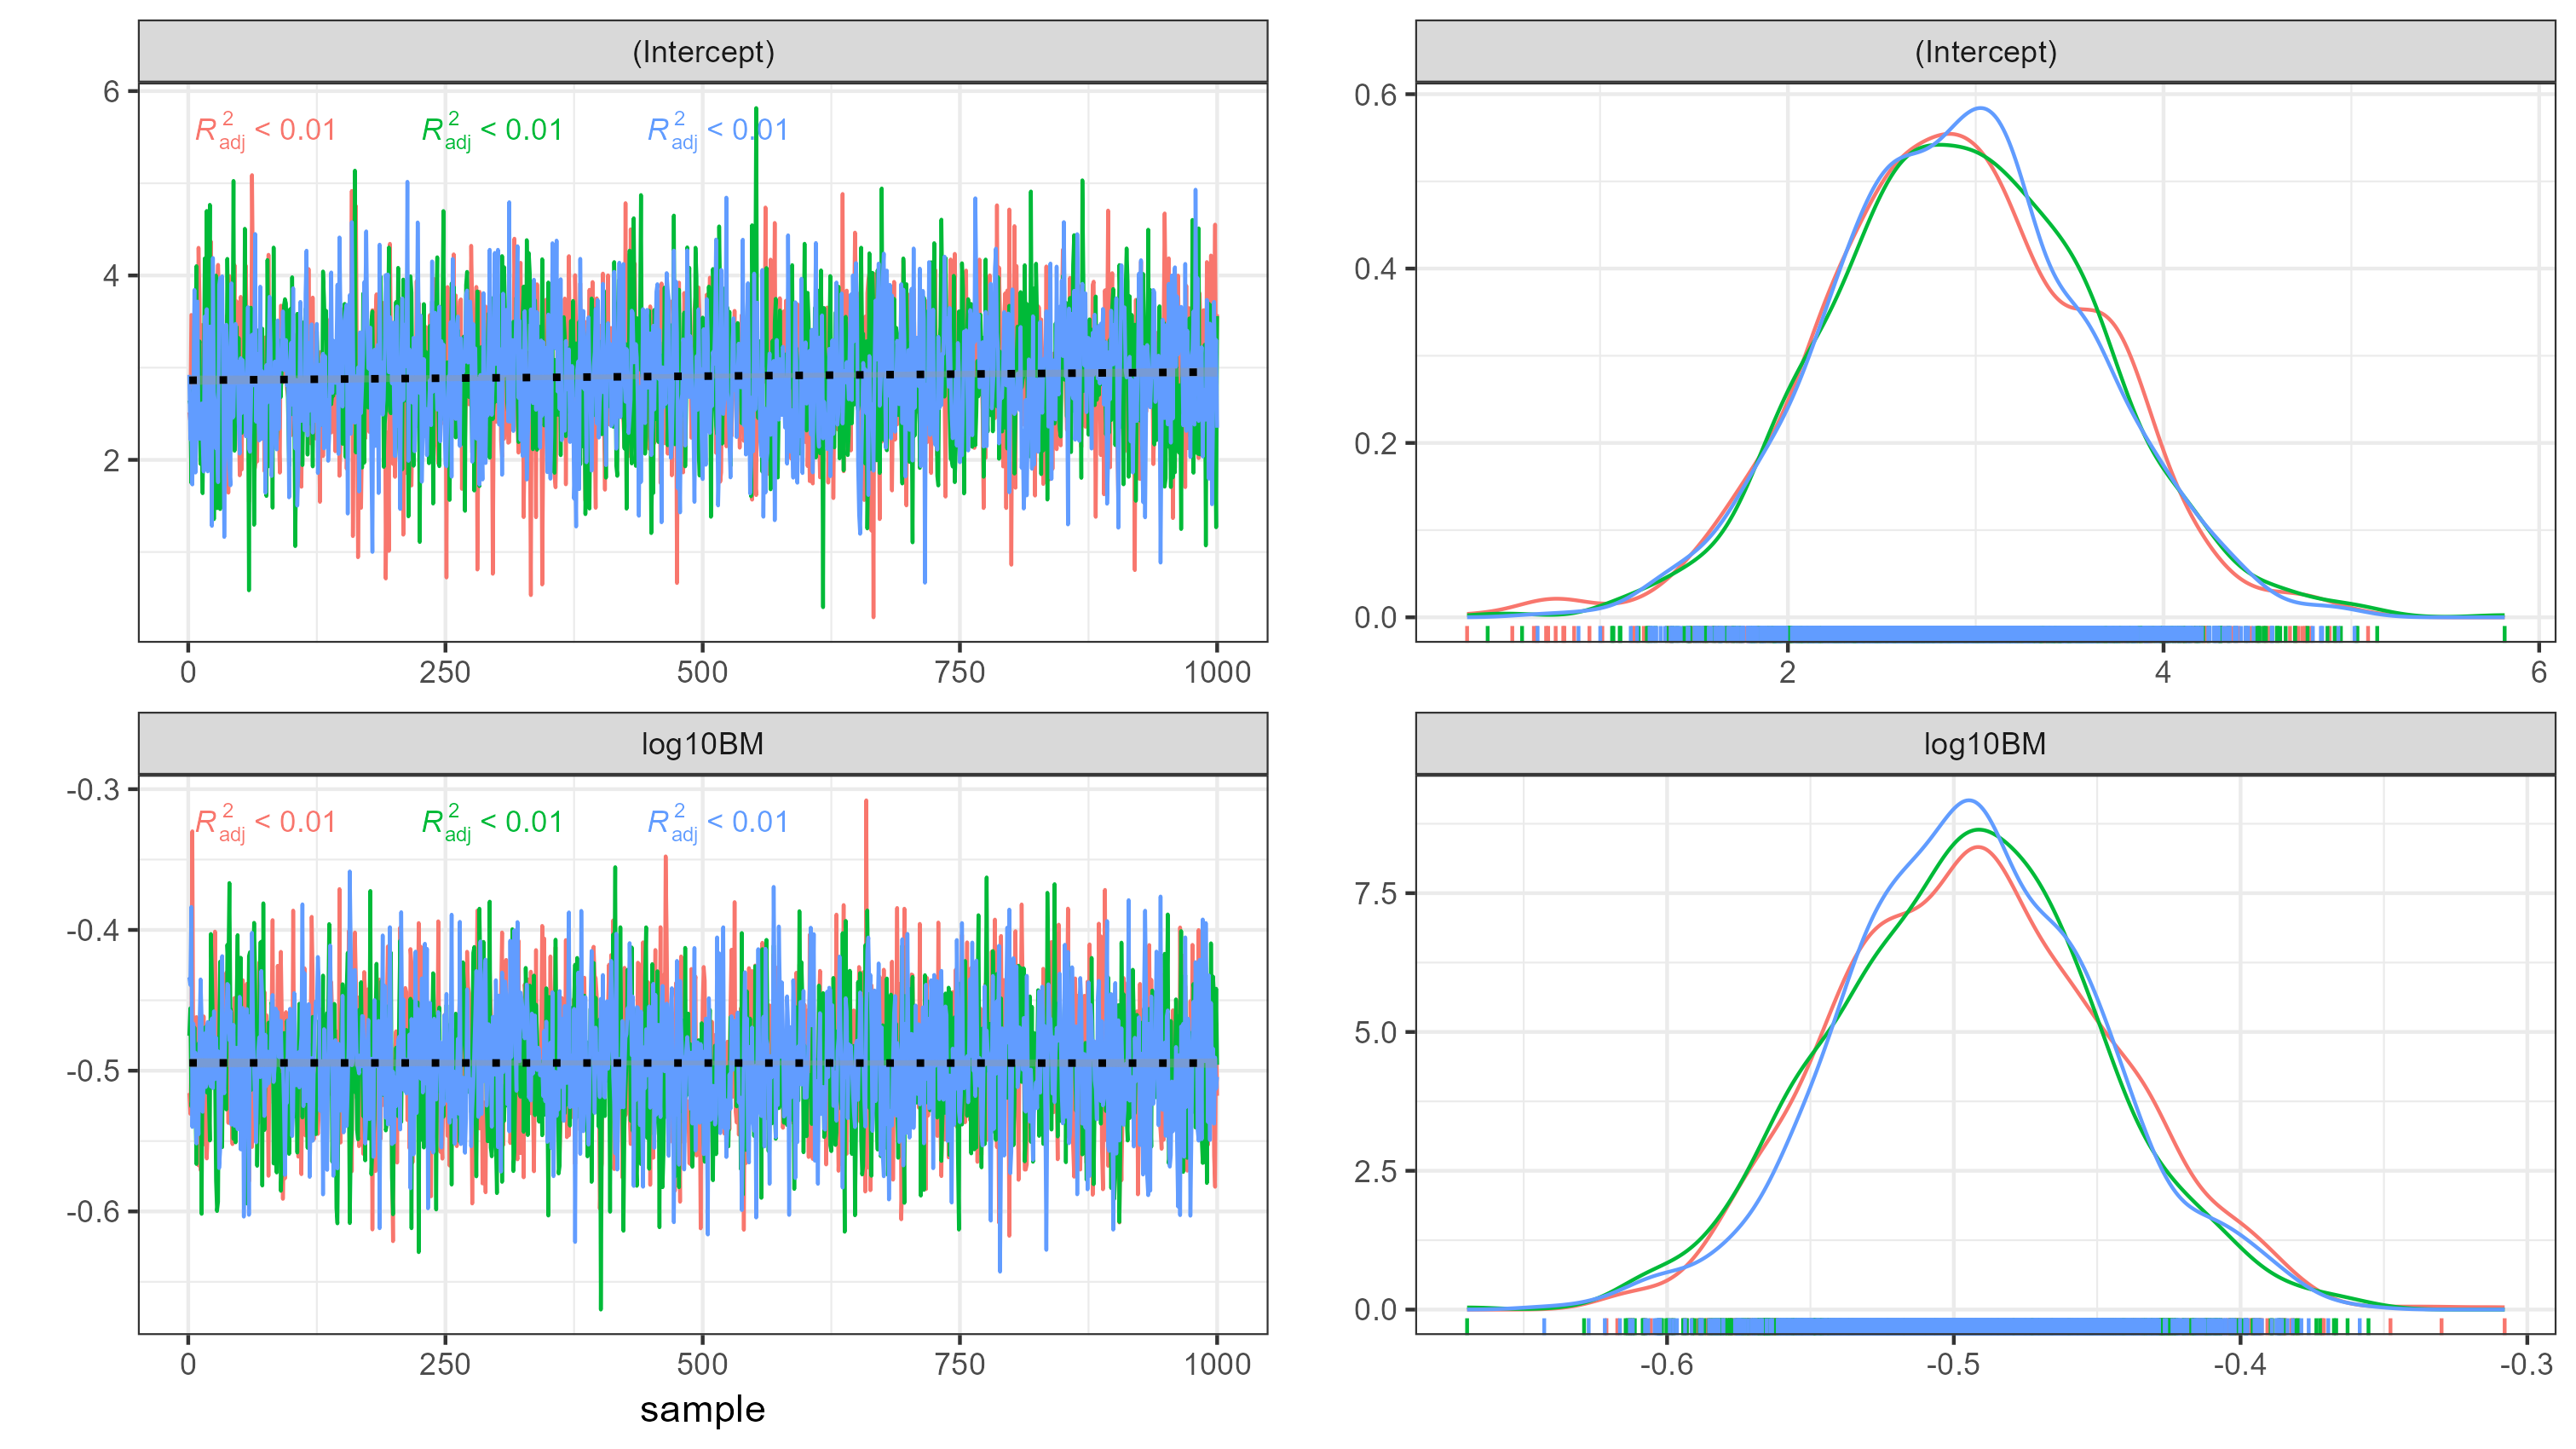 (Intercept)
6
4
2
R²adj < 0.01 R²adj < 0.01 R²adj < 0.01
0 250 500 750 1000
(Intercept)
0.6
0.4
0.2
0.0
2 4 6
log10BM
-0.3
-0.4
-0.5
-0.6
R²adj < 0.01 R²adj < 0.01 R²adj < 0.01
0 250 500 750 1000
sample
log10BM
7.5
5.0
2.5
0.0
-0.6 -0.5 -0.4 -0.3